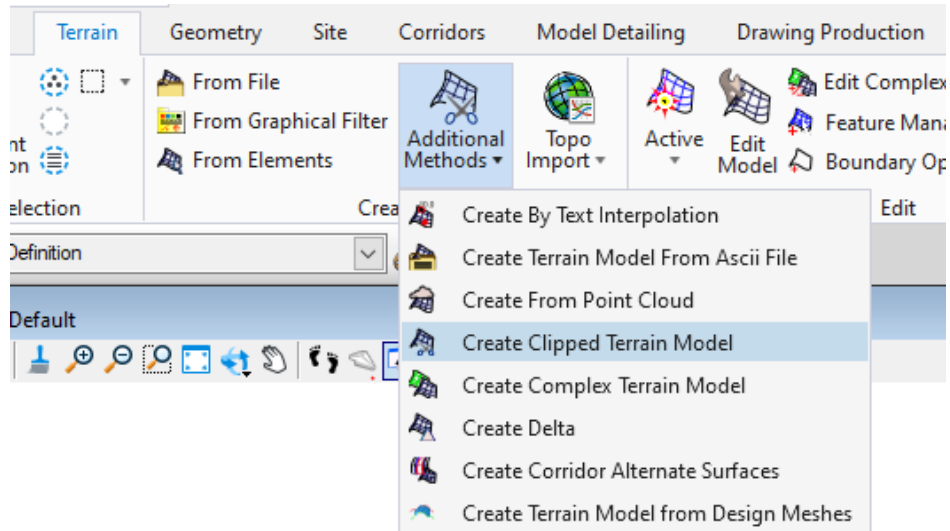 Terrain Geometry Site Corridors Model Detailing Drawing Production
From File
From Graphical Filter
From Elements
Additional Methods
Topo Import
Active
Edit Model
Edit Complex
Feature Mana
Boundary Op
nt
on
election
Crea
Edit
Definition
Default
Create By Text Interpolation
Create Terrain Model From Ascii File
Create From Point Cloud
Create Clipped Terrain Model
Create Complex Terrain Model
Create Delta
Create Corridor Alternate Surfaces
Create Terrain Model from Design Meshes